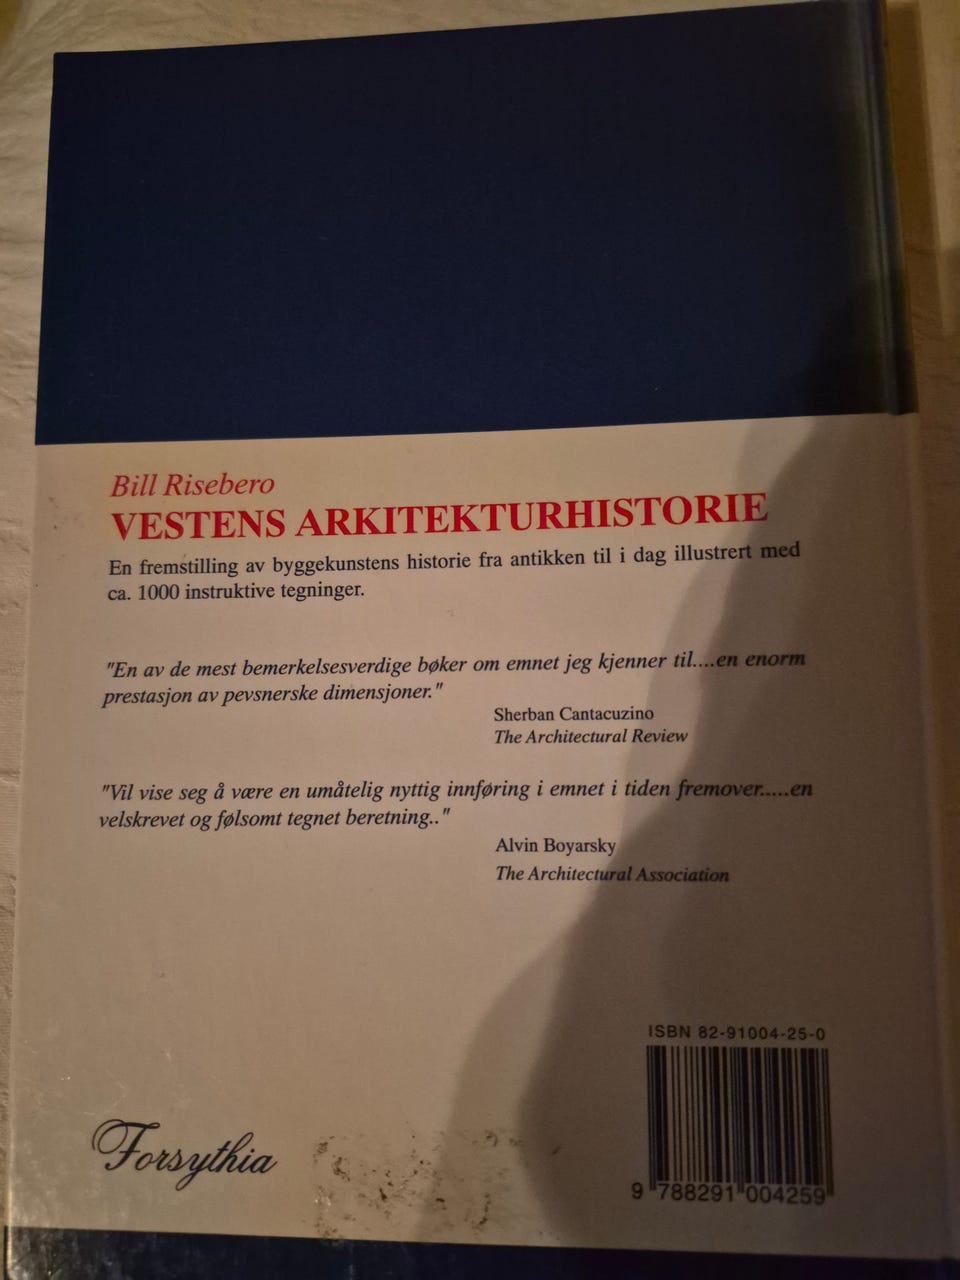 Bill Risebero
VESTENS ARKITEKTURHISTORIE
En fremstilling av byggekunstens historie fra antikken til i dag illustrert med
ca. 1000 instruktive tegninger.
"En av de mest bemerkelsesverdige bøker om emnet jeg kjenner til....en enorm
prestasjon av pevsnerske dimensjoner."
Sherban Cantacuzino
The Architectural Review
"Vil vise seg å være en umåtelig nyttig innføring i emnet i tiden fremover.....en
velskrevet og følsomt tegnet beretning.."
Alvin Boyarsky
The Architectural Association
ISBN 82-91004-25-0
9 788291 004259
Forsythia